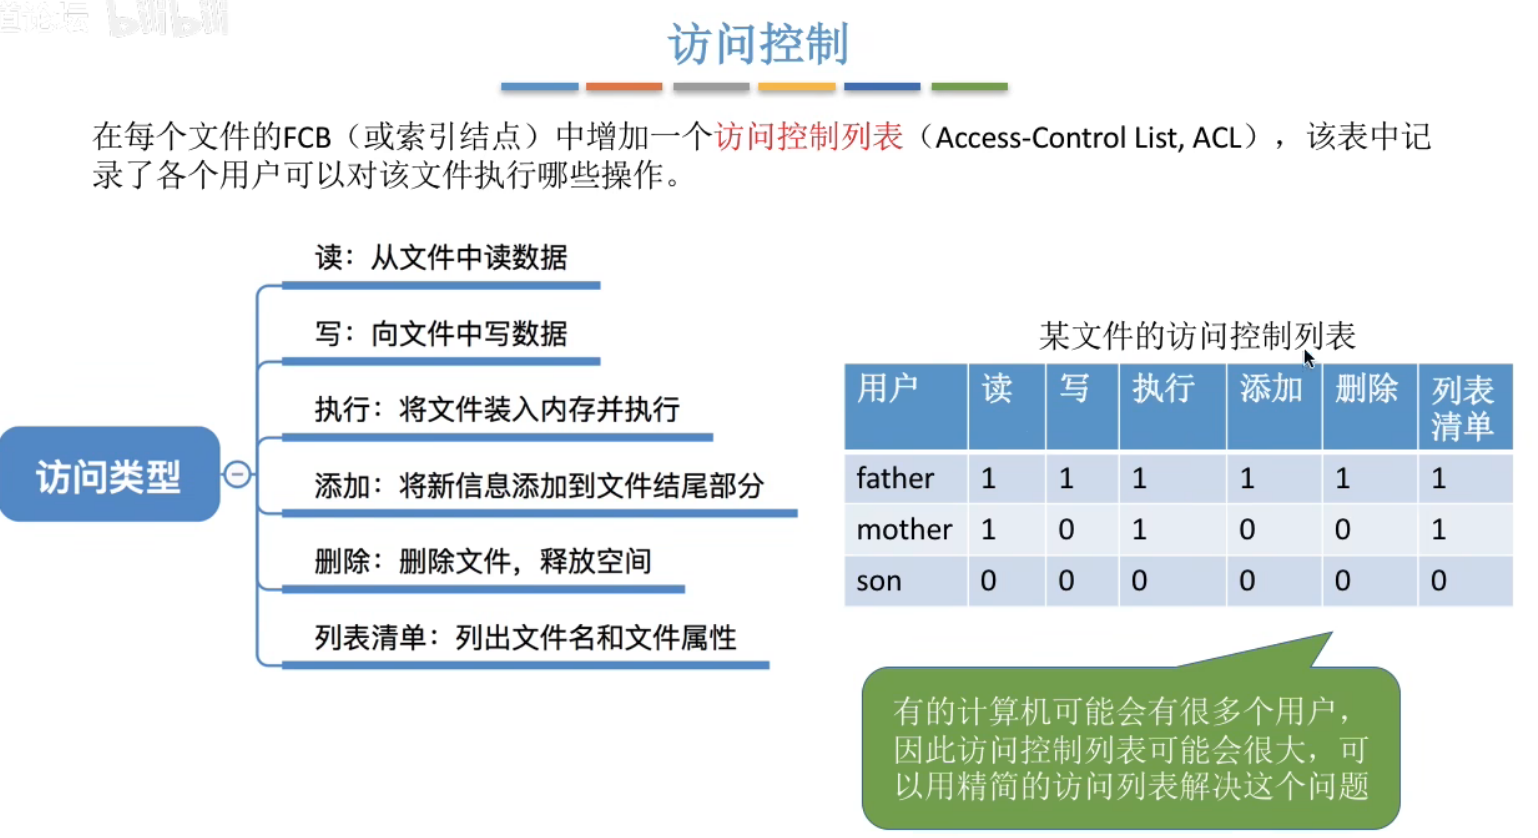 道论坛 bilibili
访问控制
在每个文件的FCB（或索引结点）中增加一个访问控制列表（Access-Control List, ACL），该表中记
录了各个用户可以对该文件执行哪些操作。
访问类型
读：从文件中读数据
写：向文件中写数据
执行：将文件装入内存并执行
添加：将新信息添加到文件结尾部分
删除：删除文件，释放空间
列表清单：列出文件名和文件属性
某文件的访问控制列表
用户 读 写 执行 添加 删除 列表
清单
father 1 1 1 1 1 1
mother 1 0 1 0 0 1
son 0 0 0 0 0 0
有的计算机可能会有很多个用户，
因此访问控制列表可能会很大，可
以用精简的访问列表解决这个问题